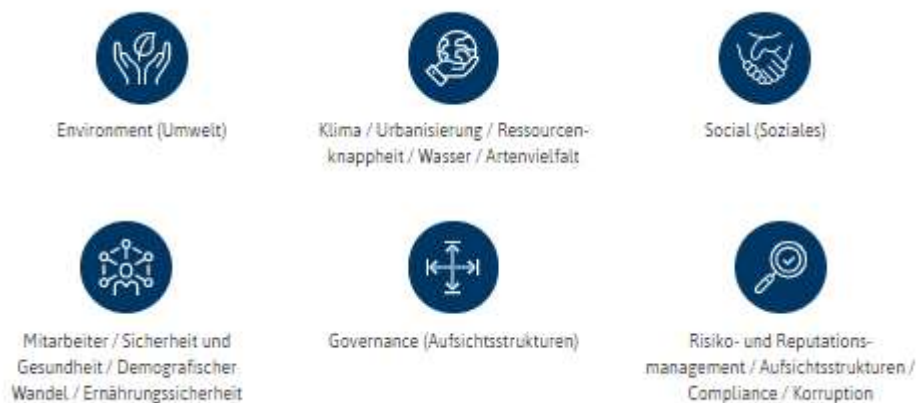 Environment (Umwelt)
Klima / Urbanisierung / Ressourcen-
knappheit / Wasser / Artenvielfalt
Social (Soziales)
Mitarbeiter / Sicherheit und
Gesundheit / Demografischer
Wandel / Ernährungssicherheit
Governance (Aufsichtsstrukturen)
Risiko- und Reputations-
management / Aufsichtsstrukturen /
Compliance / Korruption